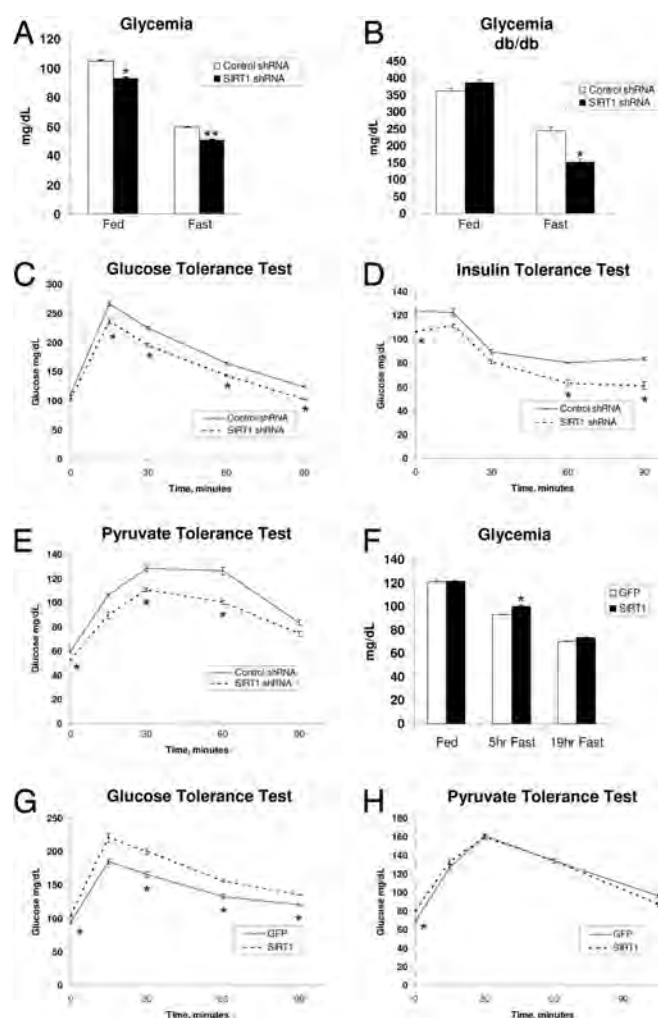 A
Glycemia
mg/dL
120
100
80
60
40
20
0
*
**
Control shRNA
SIRT1 shRNA
Fed
Fast
B
Glycemia
db/db
mg/dL
450
400
350
300
250
200
150
100
50
0
*
Control shRNA
SIRT1 shRNA
Fed
Fast
C
Glucose Tolerance Test
Glucose mg/dL
300
250
200
150
100
50
0
*
*
*
*
Control shRNA
SIRT1 shRNA
0
30
60
90
Time, minutes
D
Insulin Tolerance Test
Glucose mg/dL
140
120
100
80
60
40
20
0
*
*
*
Control shRNA
SIRT1 shRNA
0
30
60
90
Time, minutes
E
Pyruvate Tolerance Test
Glucose mg/dL
140
120
100
80
60
40
20
0
*
*
*
Control shRNA
SIRT1 shRNA
0
30
60
90
Time, minutes
F
Glycemia
mg/dL
140
120
100
80
60
40
20
0
*
GFP
SIRT1
Fed
5hr Fast
19hr Fast
G
Glucose Tolerance Test
Glucose mg/dL
250
200
150
100
50
0
*
*
*
*
GFP
SIRT1
0
30
60
90
Time, minutes
H
Pyruvate Tolerance Test
Glucose mg/dL
180
160
140
120
100
80
60
40
20
0
*
GFP
SIRT1
0
30
60
90
Time, minutes